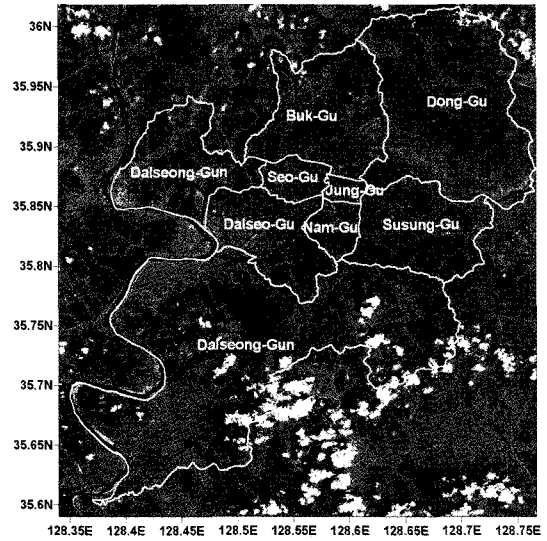 36N
35.95N
Buk-Gu
Dong-Gu
35.9N
Dalseong-Gun
Seo-Gu
Jung-Gu
35.85N
Dalseo-Gu
Nam-Gu
Susung-Gu
35.8N
35.75N
Dalseong-Gun
35.7N
35.65N
35.6N
128.35E 128.4E 128.45E 128.5E 128.55E 128.6E 128.65E 128.7E 128.75E